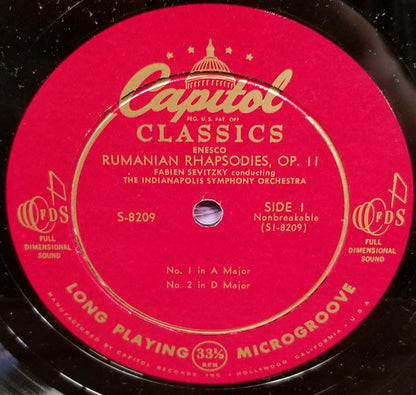 Capitol
REG. U.S. PAT. OFF.
CLASSICS
ENESCO
RUMANIAN RHAPSODIES, OP. 11
FABIEN SEVITZKY conducting
THE INDIANAPOLIS SYMPHONY ORCHESTRA
FDS
FULL
DIMENSIONAL
SOUND
S-8209
SIDE 1
Nonbreakable
(S1-8209)
FDS
FULL
DIMENSIONAL
SOUND
No. 1 in A Major
No. 2 in D Major
LONG PLAYING 33⅓ RPM MICROGROOVE
MANUFACTURED BY CAPITOL RECORDS, INC. • HOLLYWOOD, CALIFORNIA • U.S.A.